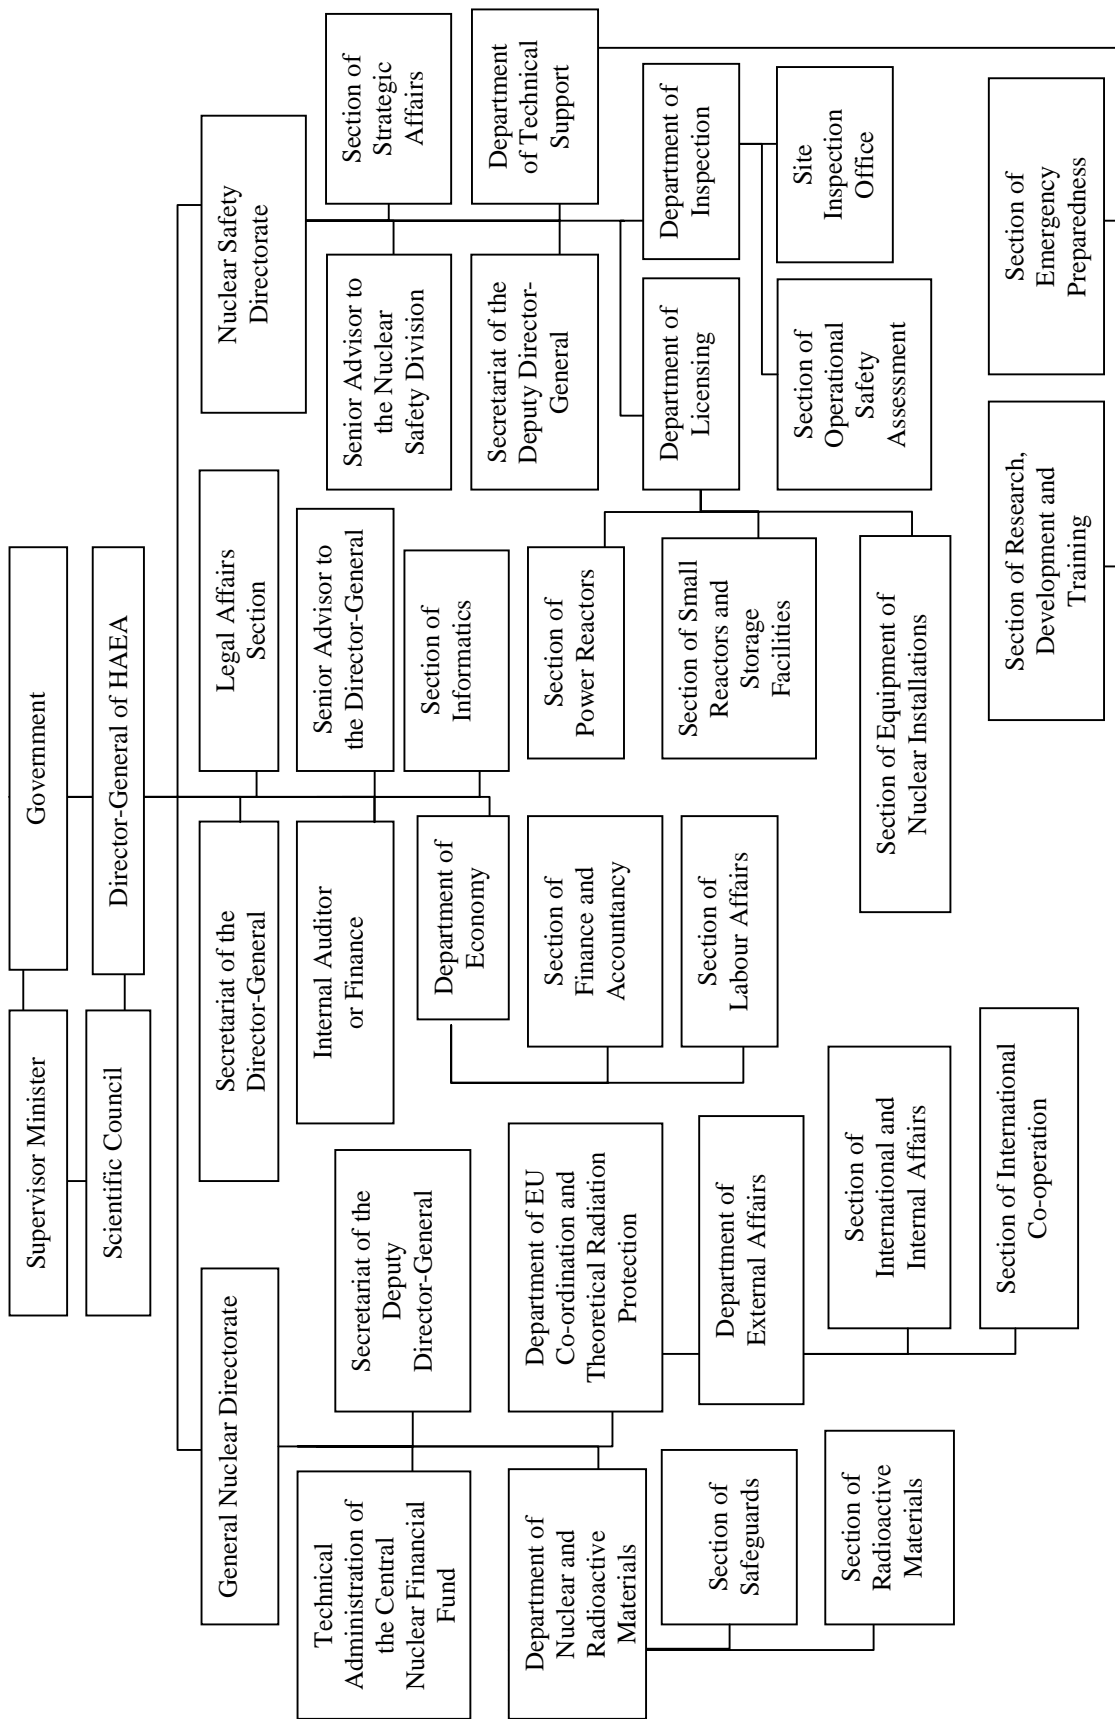 Supervisor Minister
Government
Scientific Council
Director-General of HAEA
General Nuclear Directorate
Secretariat of the
Director-General
Legal Affairs
Section
Nuclear Safety
Directorate
Technical
Administration of
the Central
Nuclear Financial
Fund
Secretariat of the
Deputy
Director-General
Internal Auditor
or Finance
Senior Advisor to
the Director-General
Senior Advisor to
the Nuclear
Safety Division
Section of
Strategic
Affairs
Department of
Economy
Section of
Informatics
Secretariat of the
Deputy Director-
General
Department
of Technical
Support
Department of
Nuclear and
Radioactive
Materials
Department of EU
Co-ordination and
Theoretical Radiation
Protection
Section of
Finance and
Accountancy
Section of
Power Reactors
Department of
Licensing
Department of
Inspection
Section of
Safeguards
Department of
External Affairs
Section of
Labour Affairs
Section of Small
Reactors and
Storage
Facilities
Section of
Operational
Safety
Assessment
Site
Inspection
Office
Section of
Radioactive
Materials
Section of
International and
Internal Affairs
Section of Equipment of
Nuclear Installations
Section of International
Co-operation
Section of Research,
Development and
Training
Section of
Emergency
Preparedness